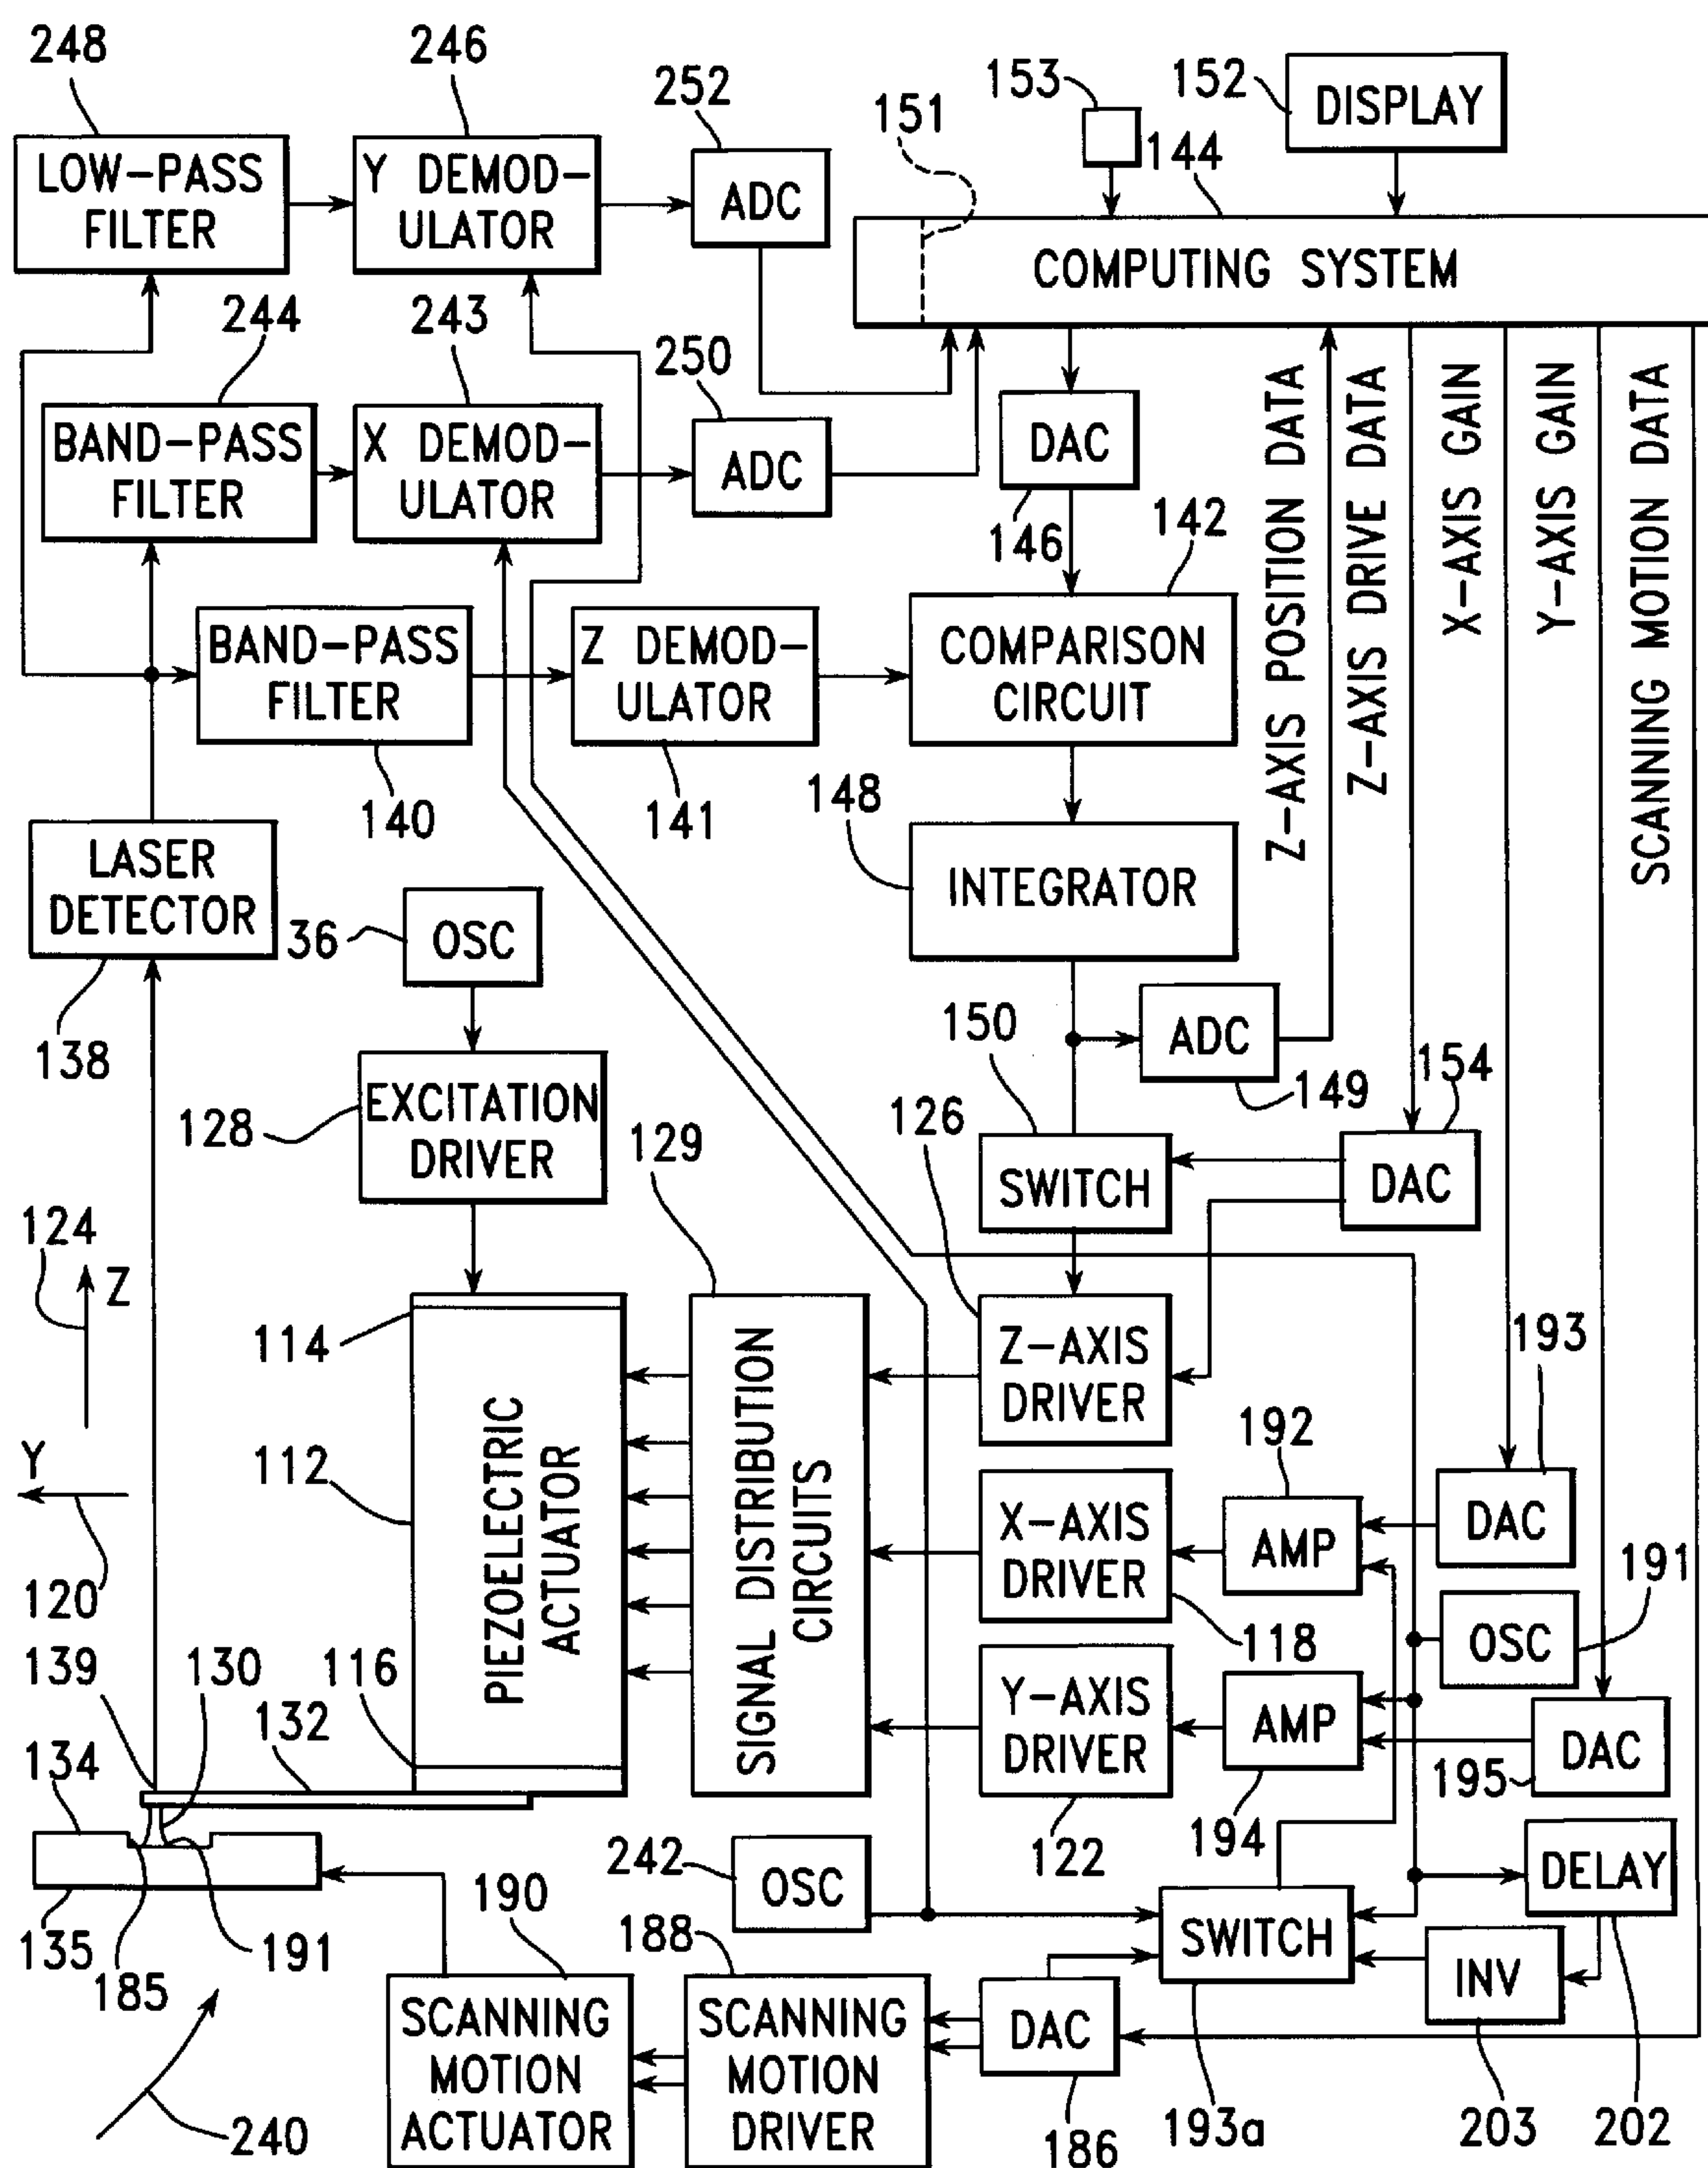 248
246
252
153
152
DISPLAY
151
144
LOW-PASS
FILTER
Y DEMOD-
ULATOR
ADC
COMPUTING SYSTEM
244
243
250
BAND-PASS
FILTER
X DEMOD-
ULATOR
ADC
DAC
146
142
Z-AXIS POSITION DATA
Z-AXIS DRIVE DATA
X-AXIS GAIN
Y-AXIS GAIN
SCANNING MOTION DATA
BAND-PASS
FILTER
Z DEMOD-
ULATOR
COMPARISON
CIRCUIT
140
141
148
LASER
DETECTOR
INTEGRATOR
36
OSC
138
150
ADC
149
154
128
EXCITATION
DRIVER
129
126
SWITCH
DAC
124
Z
114
Z-AXIS
DRIVER
193
Y
112
PIEZOELECTRIC
ACTUATOR
SIGNAL DISTRIBUTION
CIRCUITS
192
X-AXIS
DRIVER
AMP
DAC
120
191
118
OSC
139
130
116
132
Y-AXIS
DRIVER
AMP
DAC
134
195
194
122
242
OSC
DELAY
135
185
191
190
188
SWITCH
INV
SCANNING
MOTION
ACTUATOR
SCANNING
MOTION
DRIVER
DAC
240
186
193a
203
202